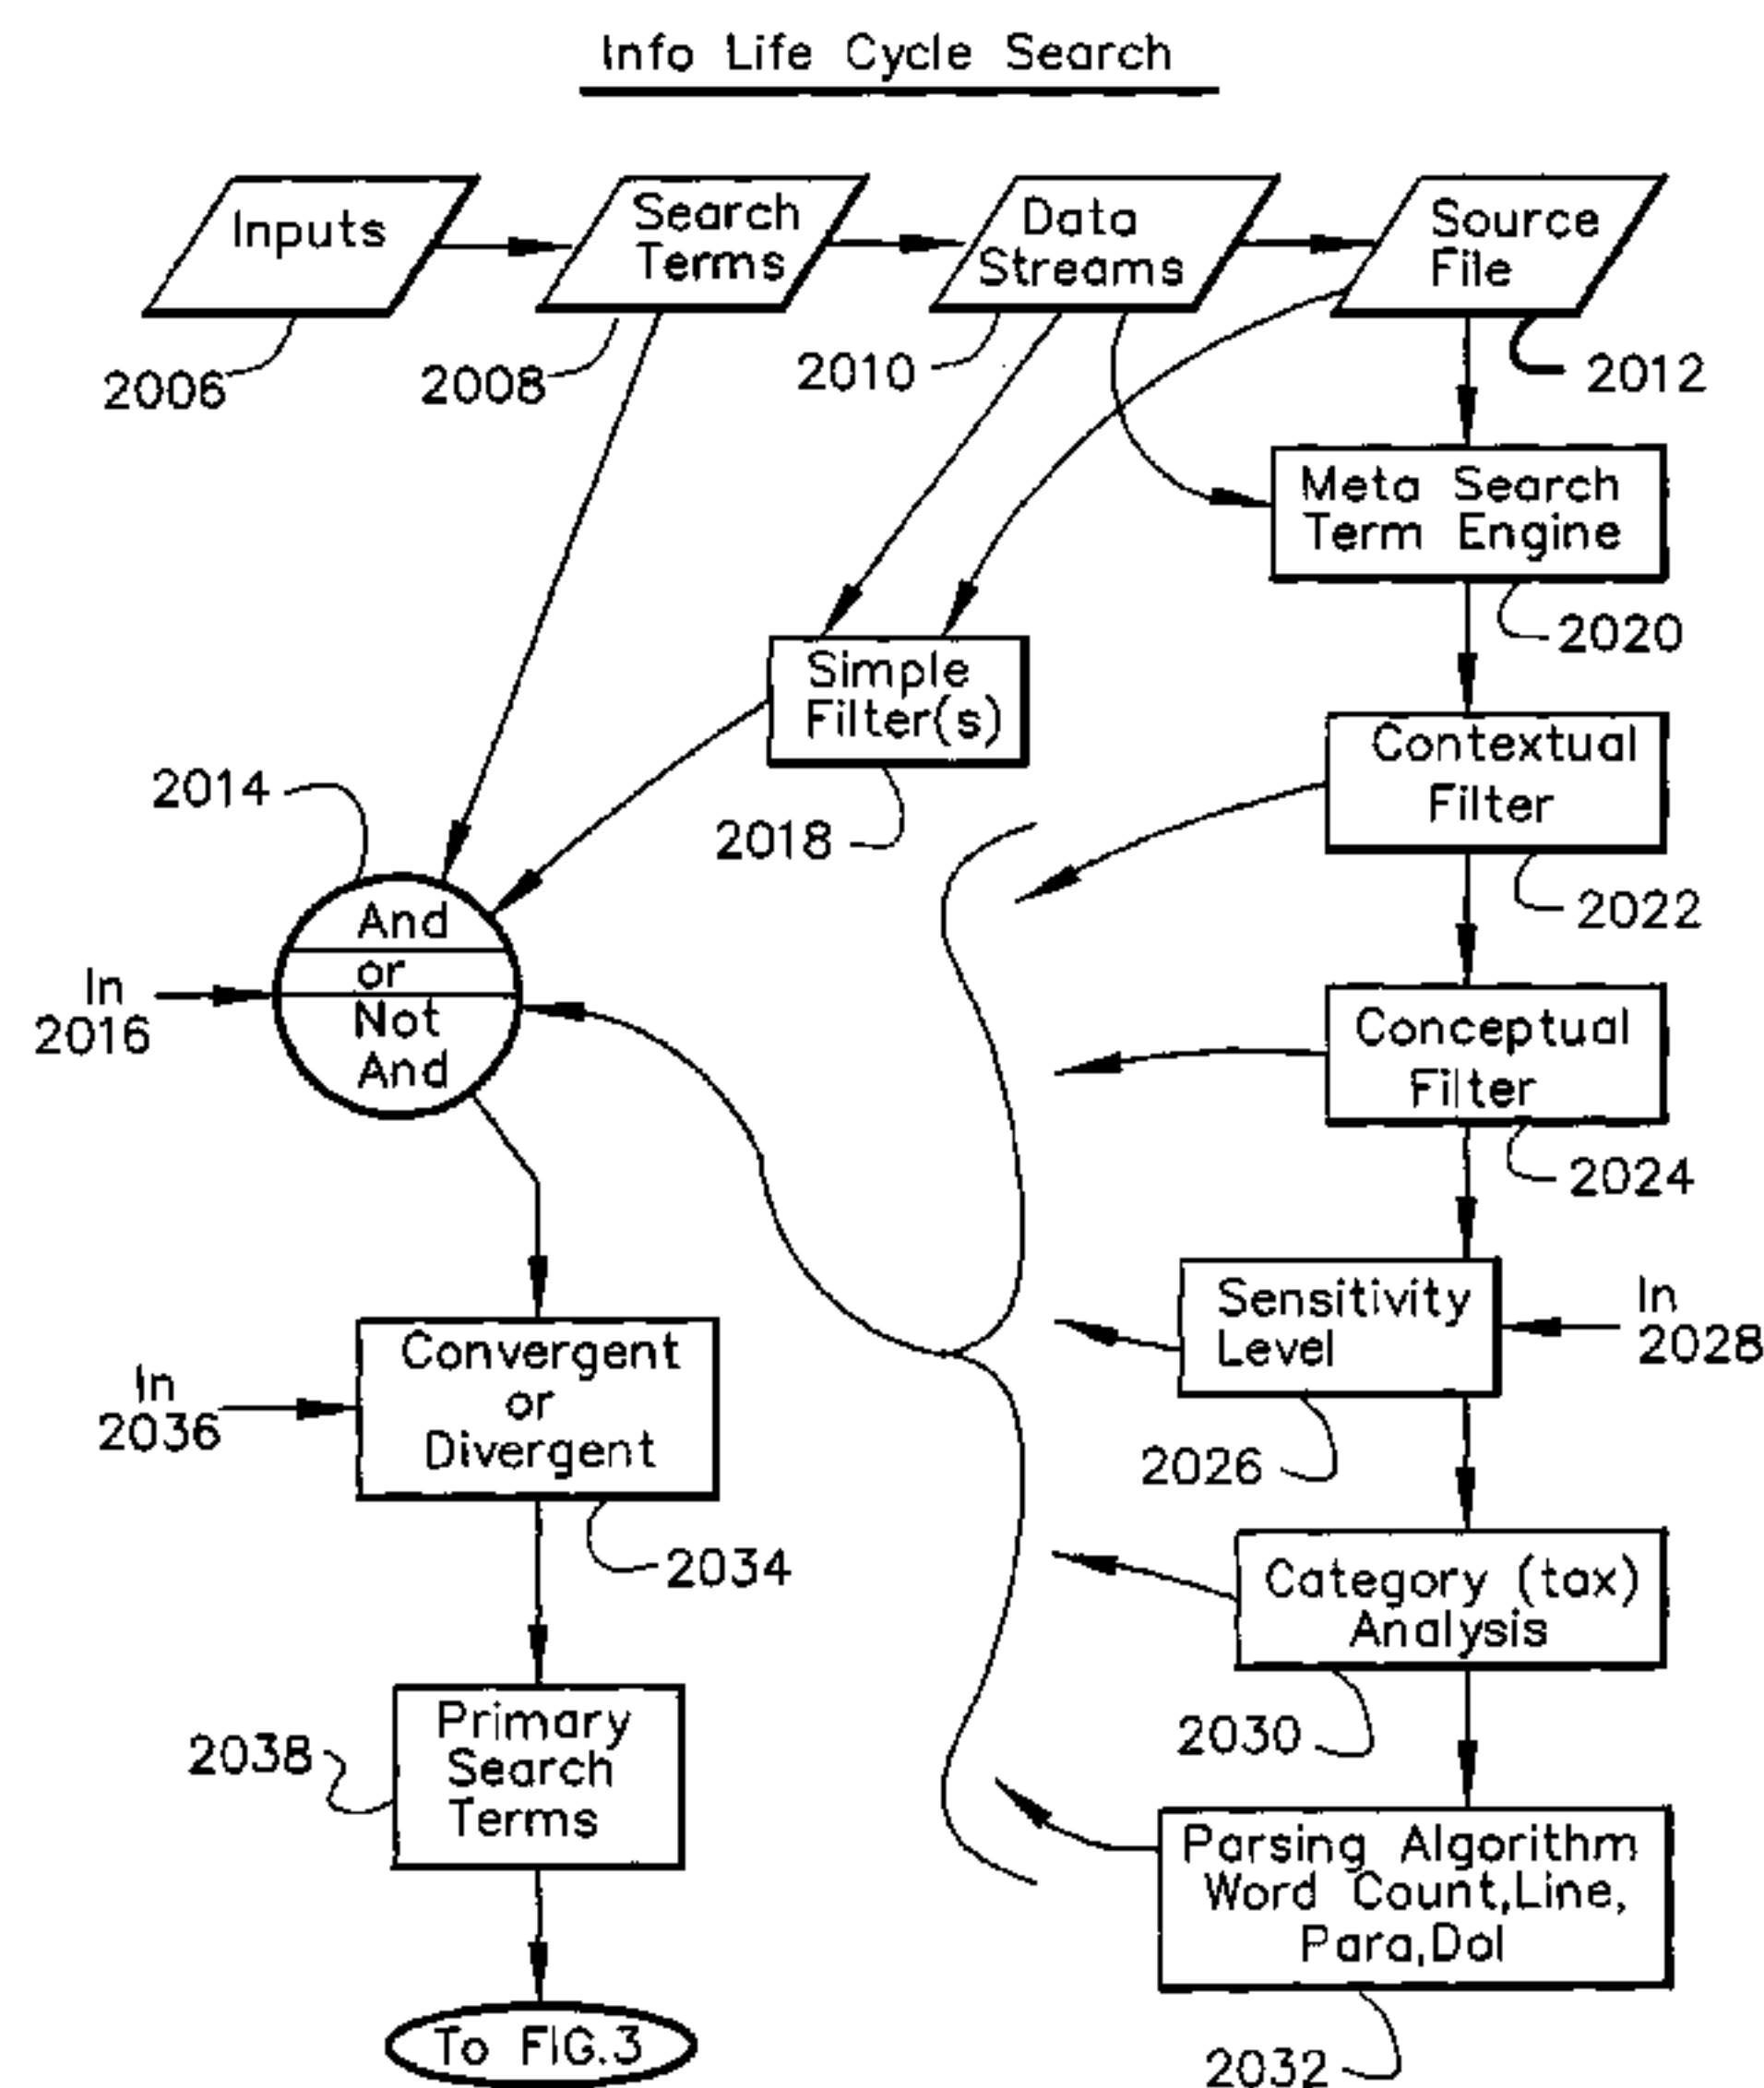 Info Life Cycle Search
Inputs
Search
Terms
Data
Streams
Source
File
2006
2008
2010
2012
Meta Search
Term Engine
2020
Simple
Filter(s)
2018
Contextual
Filter
2022
2014
And
or
Not
And
In
2016
Conceptual
Filter
2024
Sensitivity
Level
In
2028
2026
Convergent
or
Divergent
In
2036
2034
Category (tax)
Analysis
2030
Primary
Search
Terms
2038
Parsing Algorithm
Word Count,Line,
Para,Dol
2032
To FIG.3